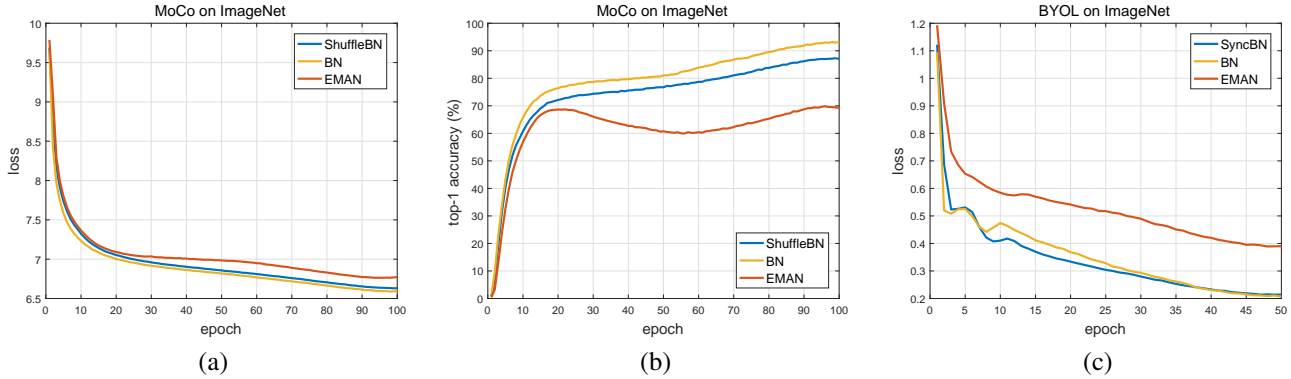 MoCo on ImageNet
10
9.5
9
8.5
8
7.5
7
6.5
loss
0 10 20 30 40 50 60 70 80 90 100
epoch
ShuffleBN
BN
EMAN
(a)
MoCo on ImageNet
100
90
80
70
60
50
40
30
20
10
0
top-1 accuracy (%)
0 10 20 30 40 50 60 70 80 90 100
epoch
ShuffleBN
BN
EMAN
(b)
BYOL on ImageNet
1.2
1.1
1
0.9
0.8
0.7
0.6
0.5
0.4
0.3
0.2
loss
0 5 10 15 20 25 30 35 40 45 50
epoch
SyncBN
BN
EMAN
(c)